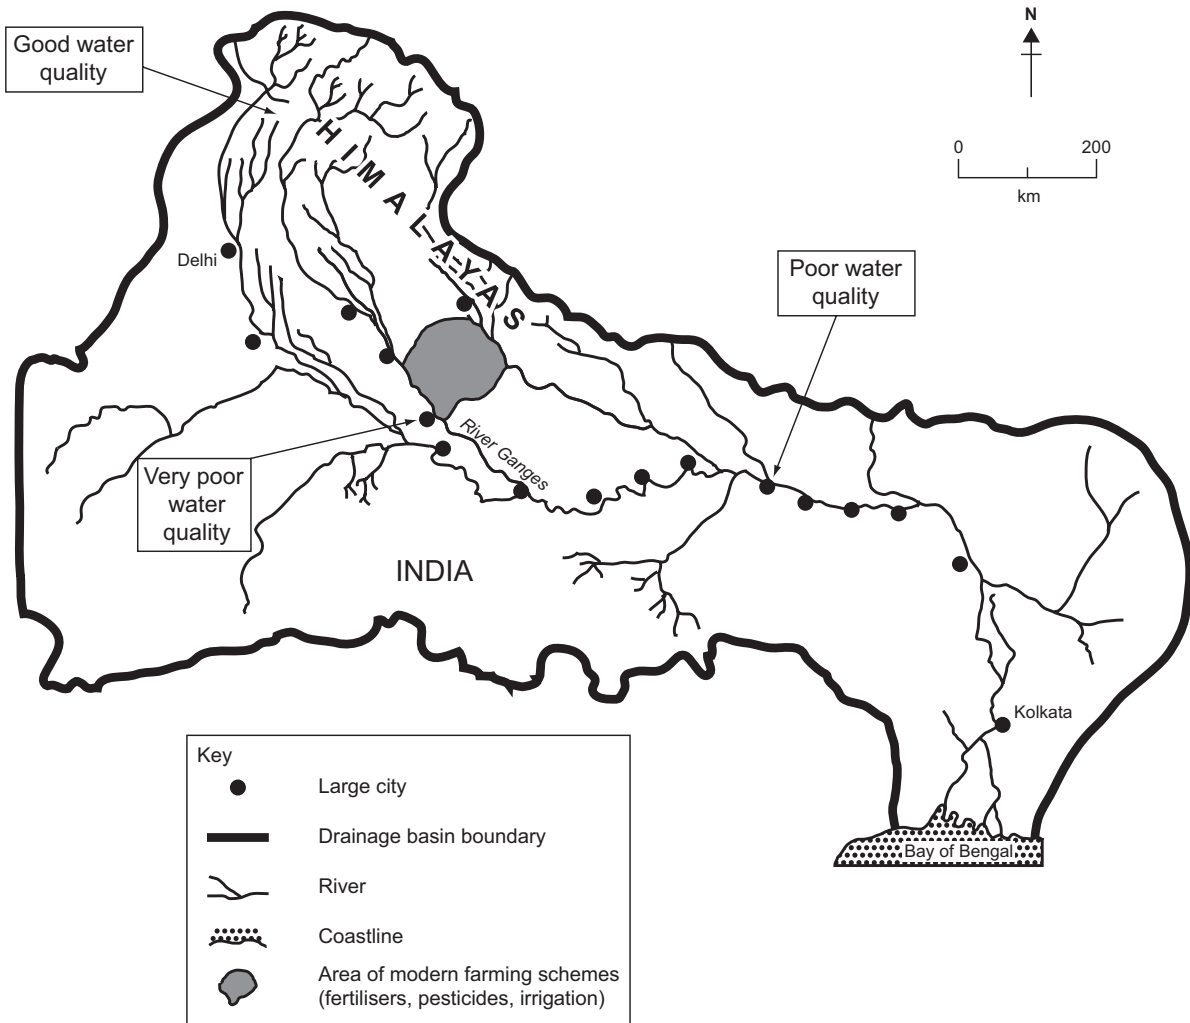 Good water
quality
N
0 200
km
HIMALAYAS
Delhi
Poor water
quality
River Ganges
Very poor
water
quality
INDIA
Kolkata
Bay of Bengal
Key
Large city
Drainage basin boundary
River
Coastline
Area of modern farming schemes
(fertilisers, pesticides, irrigation)